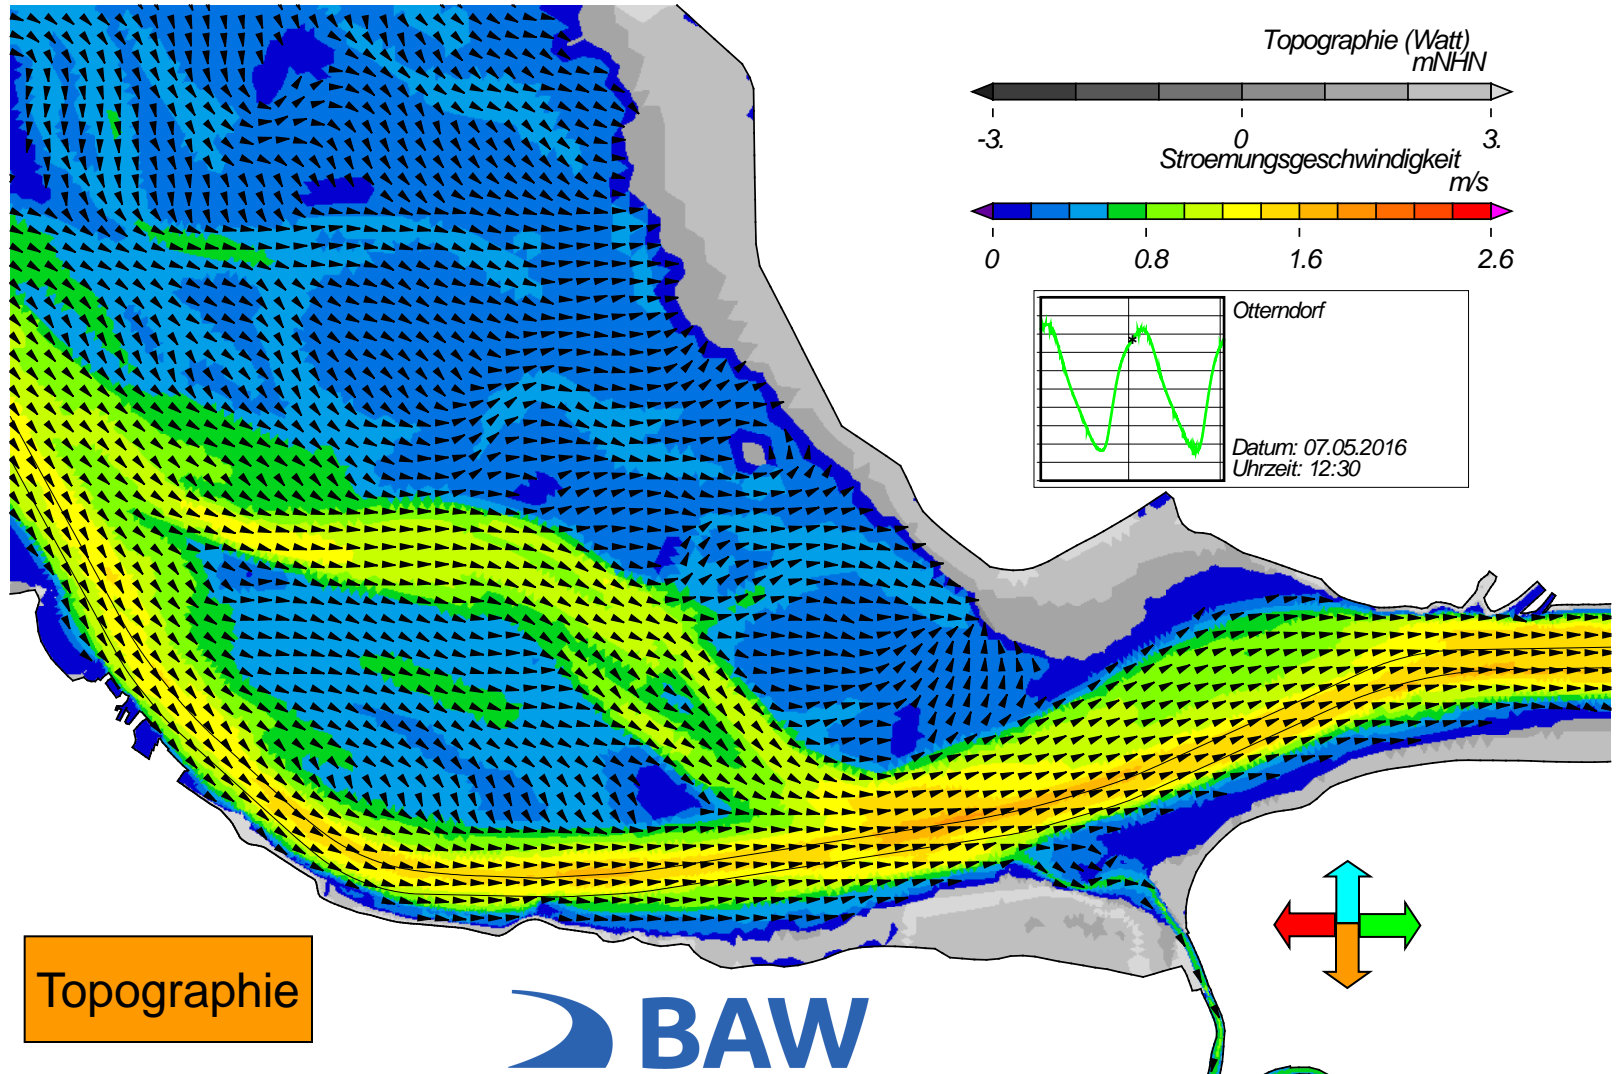 Topographie (Watt)
mNHN
-3. 0 3.
Stroemungsgeschwindigkeit
m/s
0 0.8 1.6 2.6
Otterndorf
Datum: 07.05.2016
Uhrzeit: 12:30
Topographie
BAW